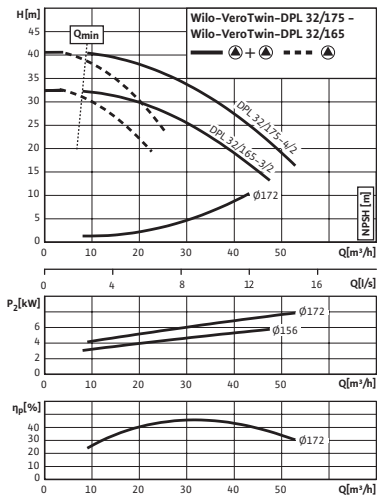 H[m]
Wilo-VeroTwin-DPL 32/175 -
Wilo-VeroTwin-DPL 32/165
+
Qmin
45
40
35
30
25
20
15
10
5
0
DPL 32/175-4/2
DPL 32/165-3/2
Ø172
NPSH [m]
0 10 20 30 40 50 Q[m³/h]
0 4 8 12 16 Q[l/s]
P₂[kW]
6
4
2
0
Ø172
Ø156
0 10 20 30 40 50 Q[m³/h]
ηp[%]
40
30
20
10
0
Ø172
0 10 20 30 40 50 Q[m³/h]